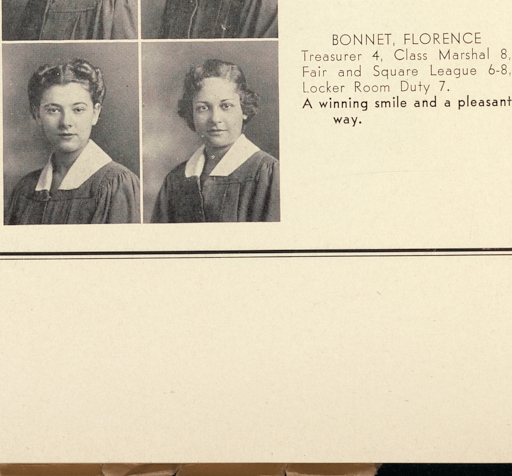 BONNET, FLORENCE
Treasurer 4, Class Marshal 8,
Fair and Square League 6-8,
Locker Room Duty 7.
A winning smile and a pleasant
way.